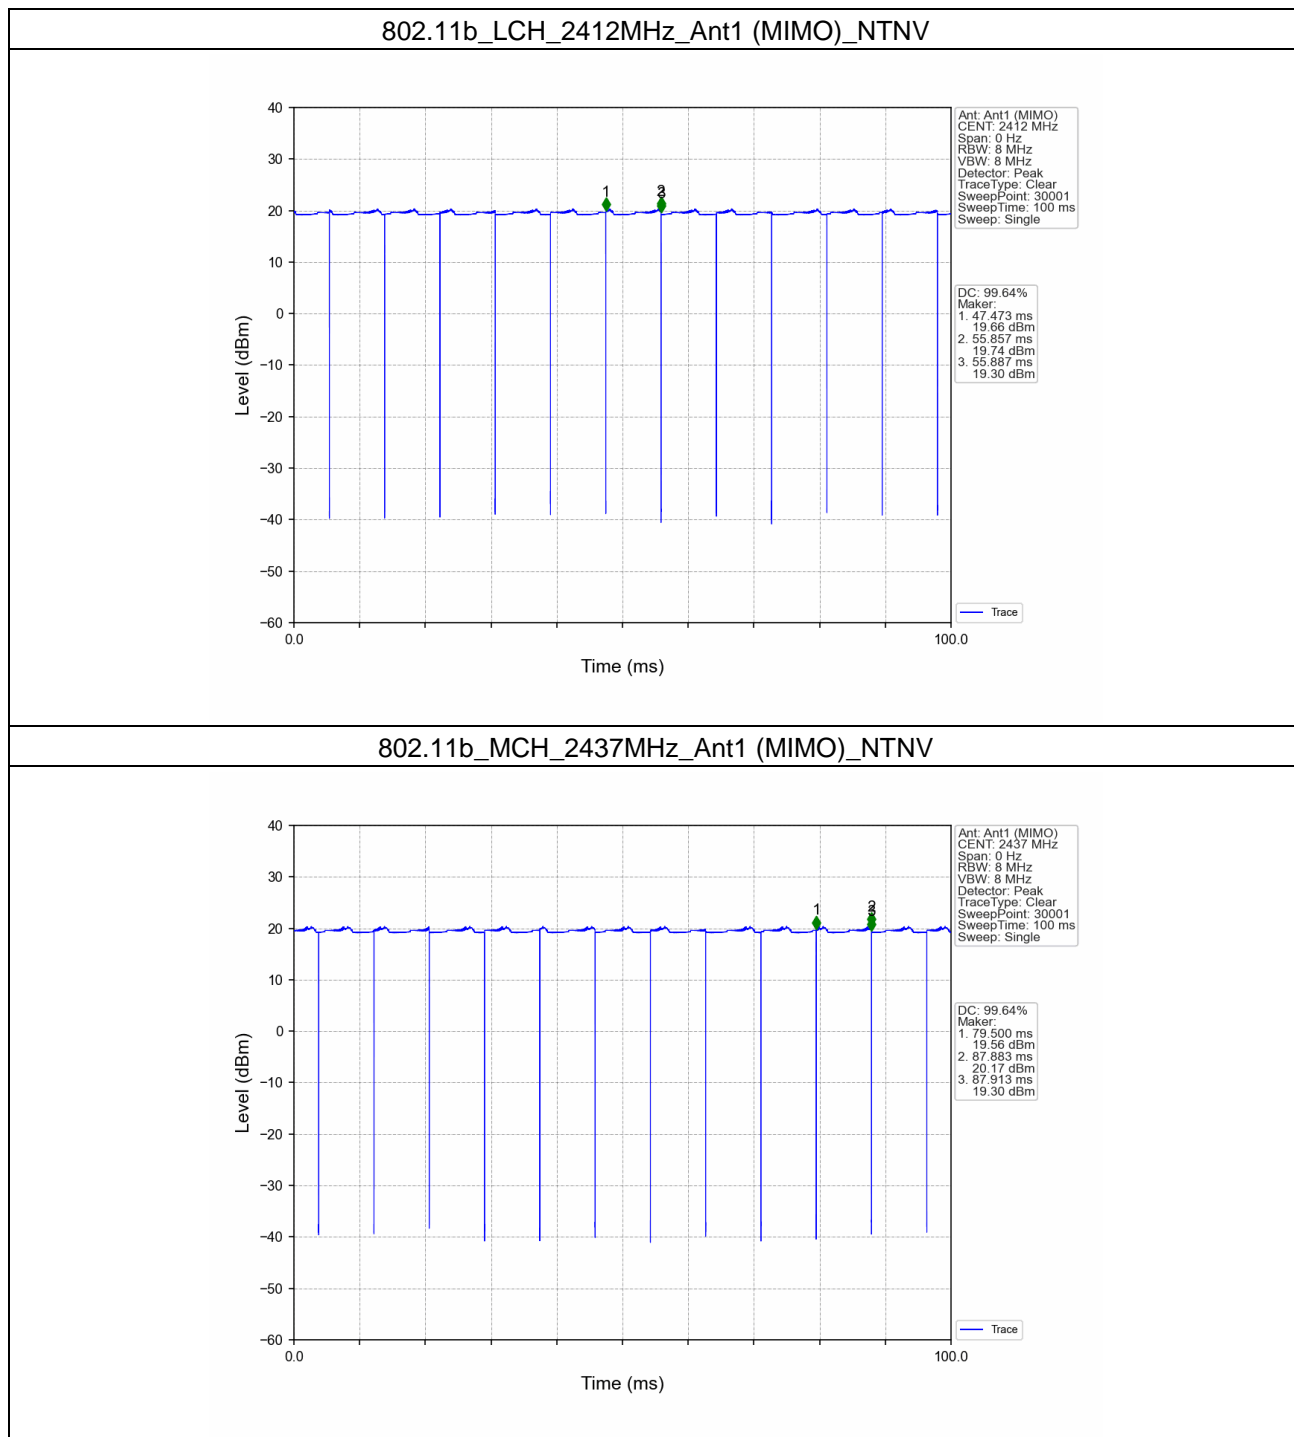 802.11b_LCH_2412MHz_Ant1 (MIMO)_NTNV
40
30
20
10
0
−10
−20
−30
−40
−50
−60
Level (dBm)
1
2
3
0.0
100.0
Time (ms)
Ant: Ant1 (MIMO)
CENT: 2412 MHz
Span: 0 Hz
RBW: 8 MHz
VBW: 8 MHz
Detector: Peak
TraceType: Clear
SweepPoint: 30001
SweepTime: 100 ms
Sweep: Single
DC: 99.64%
Maker:
1. 47.473 ms
19.66 dBm
2. 55.857 ms
19.74 dBm
3. 55.887 ms
19.30 dBm
Trace
802.11b_MCH_2437MHz_Ant1 (MIMO)_NTNV
40
30
20
10
0
−10
−20
−30
−40
−50
−60
Level (dBm)
1
2
3
0.0
100.0
Time (ms)
Ant: Ant1 (MIMO)
CENT: 2437 MHz
Span: 0 Hz
RBW: 8 MHz
VBW: 8 MHz
Detector: Peak
TraceType: Clear
SweepPoint: 30001
SweepTime: 100 ms
Sweep: Single
DC: 99.64%
Maker:
1. 79.500 ms
19.56 dBm
2. 87.883 ms
20.17 dBm
3. 87.913 ms
19.30 dBm
Trace